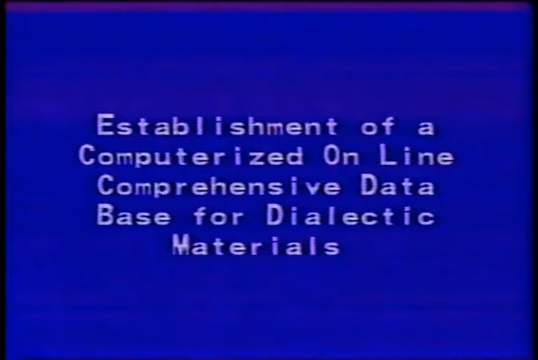 Establishment of a
Computerized On Line
Comprehensive Data
Base for Dialectic
Materials